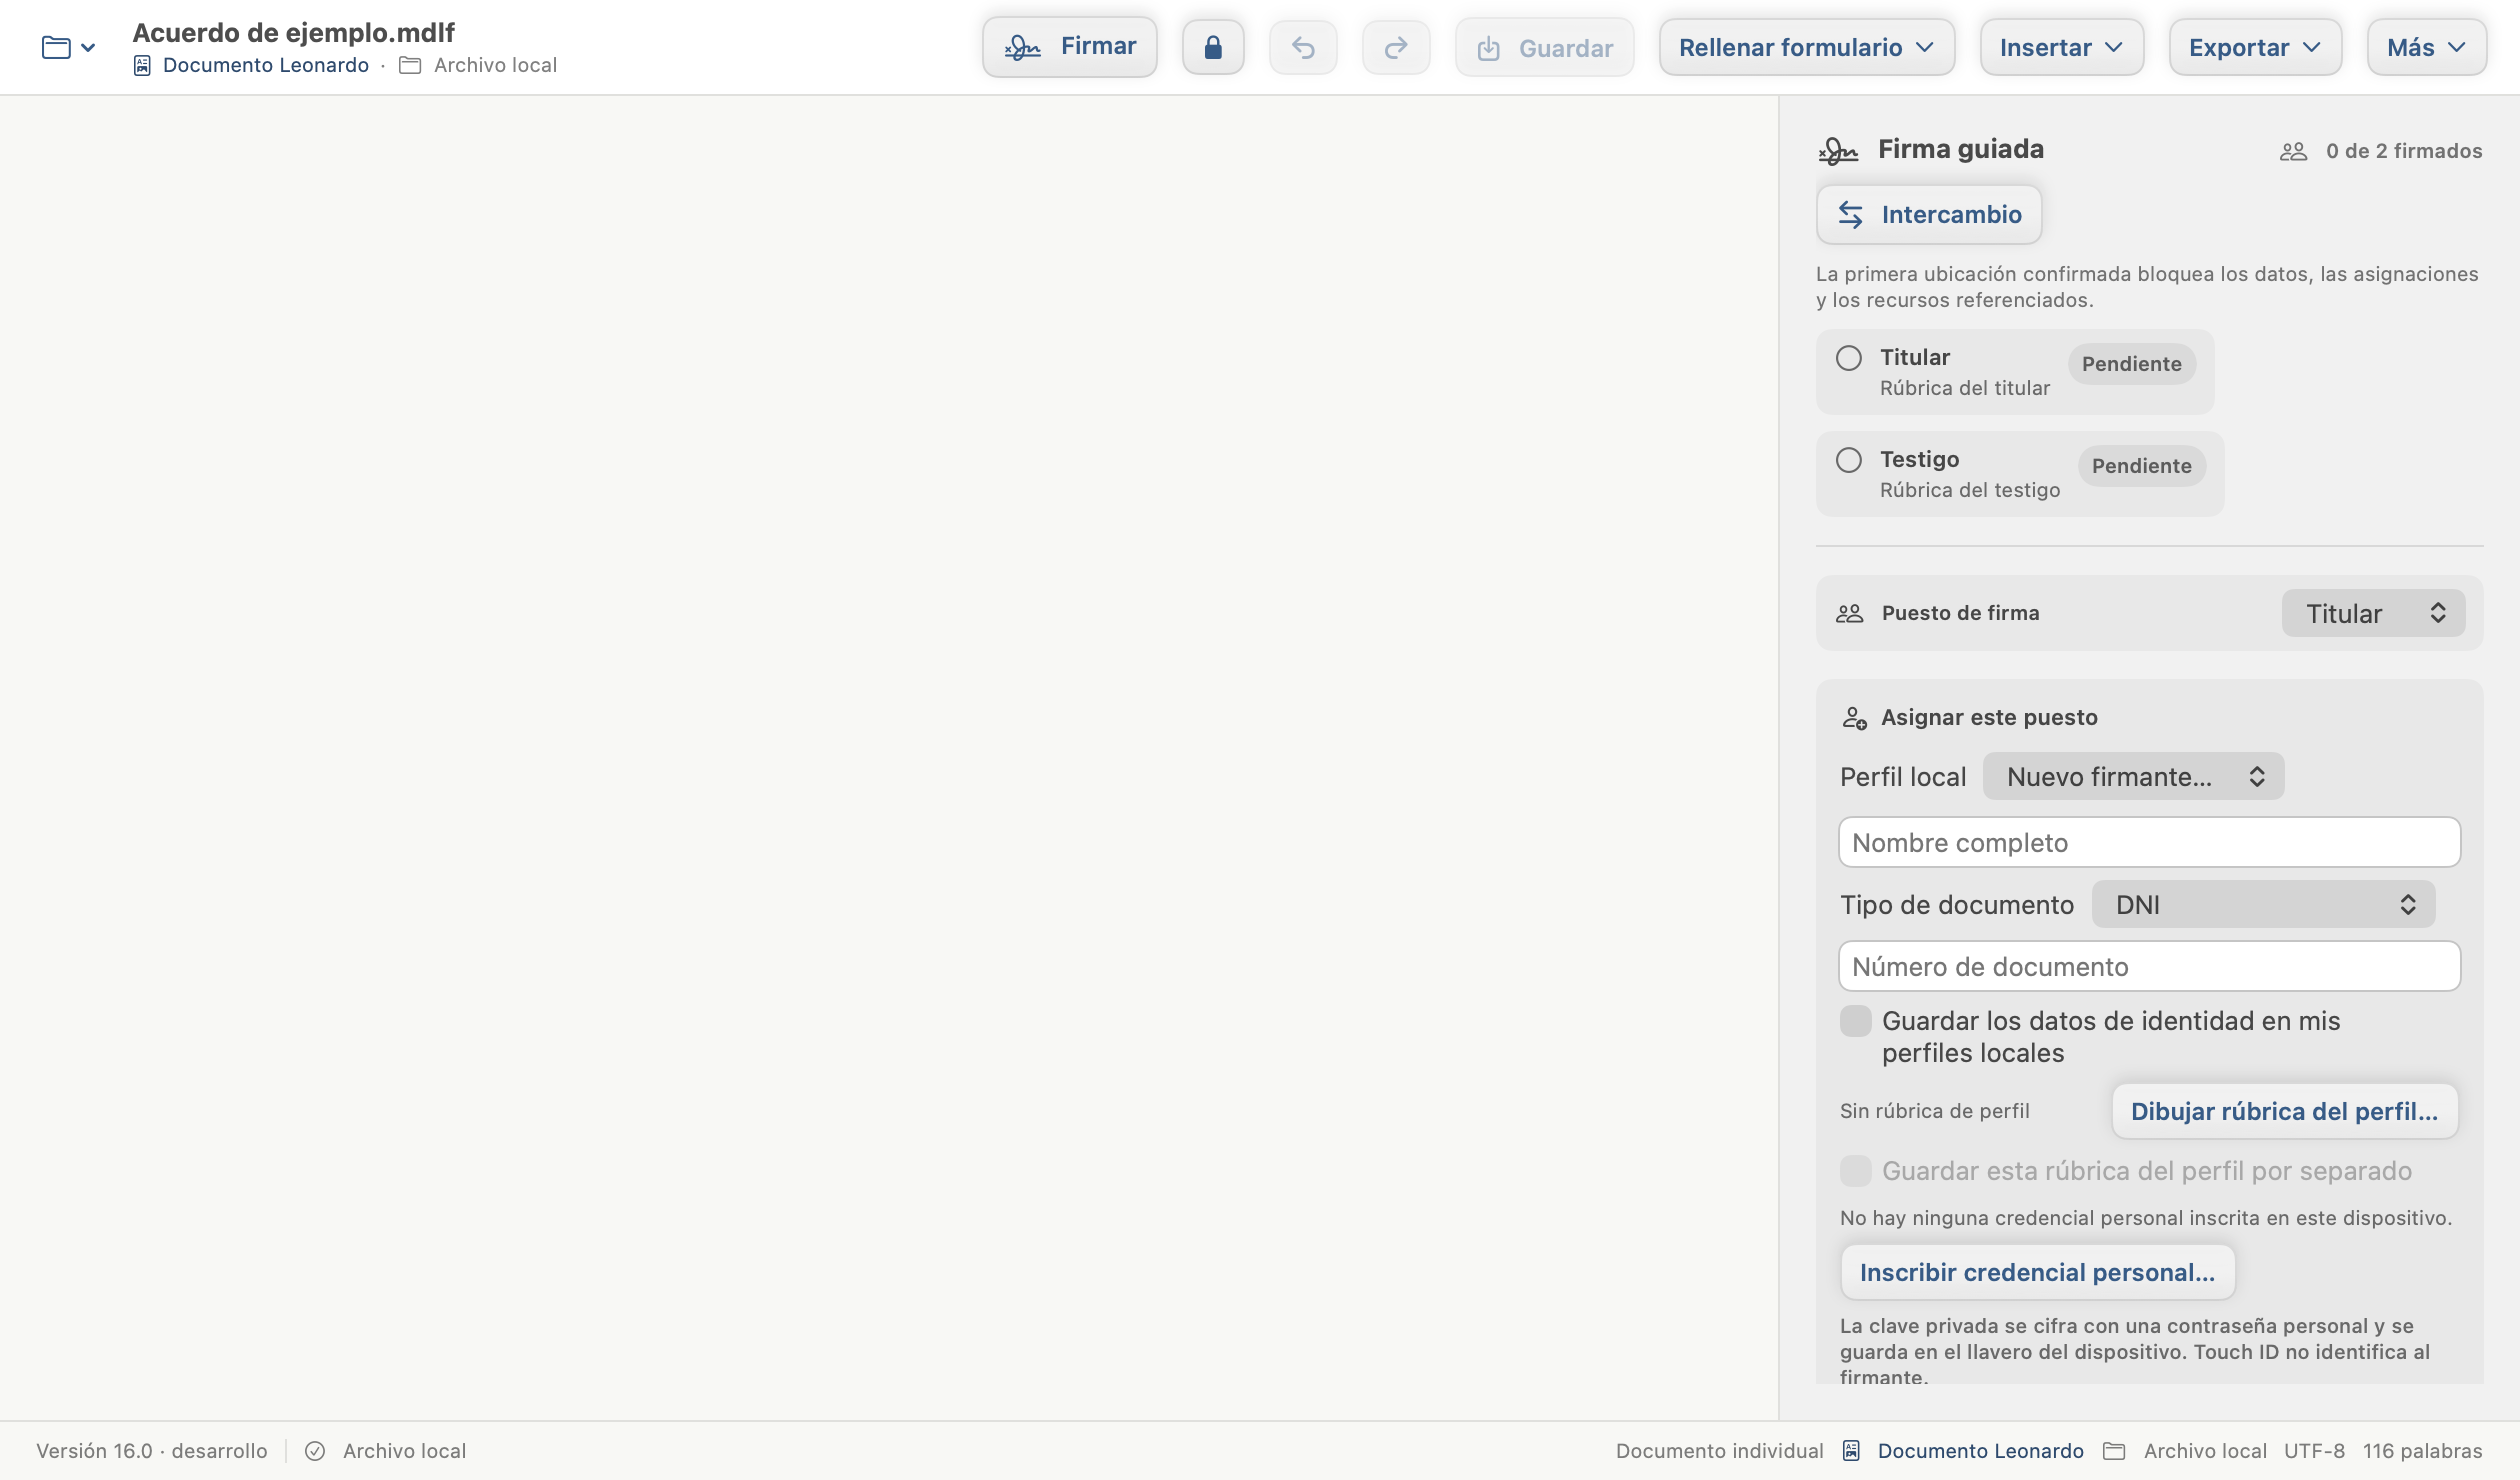 Acuerdo de ejemplo.mdlf
Documento Leonardo · Archivo local
Firmar
Guardar
Rellenar formulario
Insertar
Exportar
Más
Firma guiada
0 de 2 firmados
Intercambio
La primera ubicación confirmada bloquea los datos, las asignaciones
y los recursos referenciados.
Titular
Pendiente
Rúbrica del titular
Testigo
Pendiente
Rúbrica del testigo
Puesto de firma
Titular
Asignar este puesto
Perfil local
Nuevo firmante...
Nombre completo
Tipo de documento
DNI
Número de documento
Guardar los datos de identidad en mis
perfiles locales
Sin rúbrica de perfil
Dibujar rúbrica del perfil...
Guardar esta rúbrica del perfil por separado
No hay ninguna credencial personal inscrita en este dispositivo.
Inscribir credencial personal...
La clave privada se cifra con una contraseña personal y se
guarda en el llavero del dispositivo. Touch ID no identifica al
firmante.
Versión 16.0 · desarrollo
Archivo local
Documento individual
Documento Leonardo
Archivo local
UTF-8
116 palabras